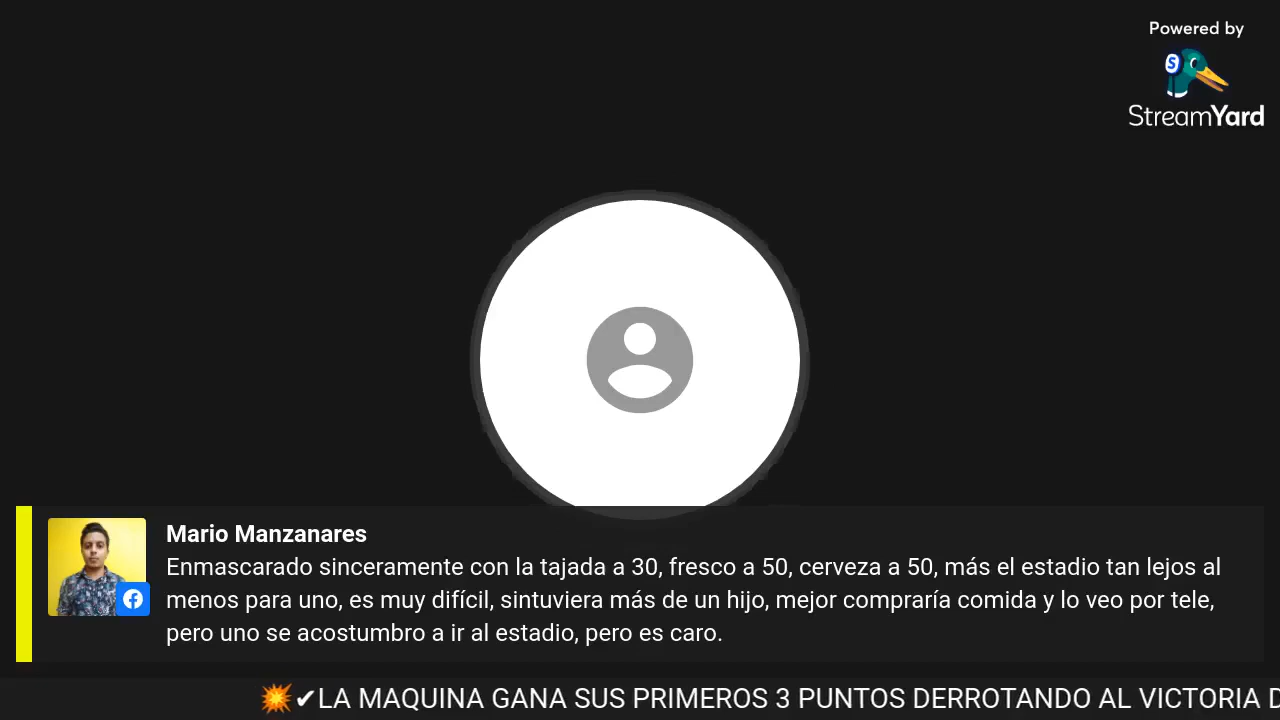 Powered by
S
StreamYard
Mario Manzanares
Enmascarado sinceramente con la tajada a 30, fresco a 50, cerveza a 50, más el estadio tan lejos al
menos para uno, es muy difícil, sintuviera más de un hijo, mejor compraría comida y lo veo por tele,
pero uno se acostumbro a ir al estadio, pero es caro.
💥✔LA MAQUINA GANA SUS PRIMEROS 3 PUNTOS DERROTANDO AL VICTORIA D